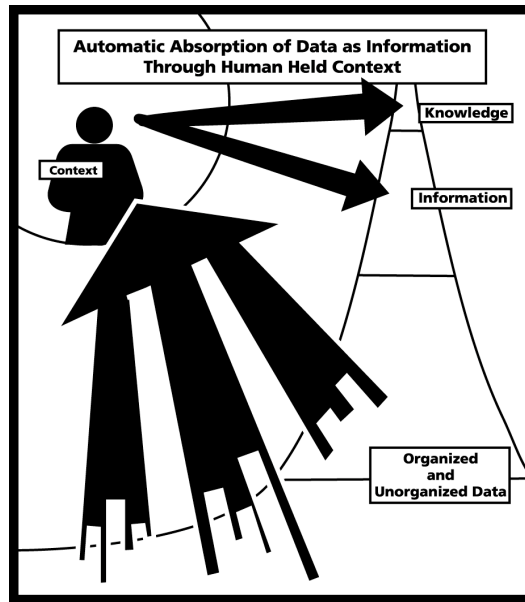 Automatic Absorption of Data as Information
Through Human Held Context
Knowledge
Context
Information
Organized
and
Unorganized Data